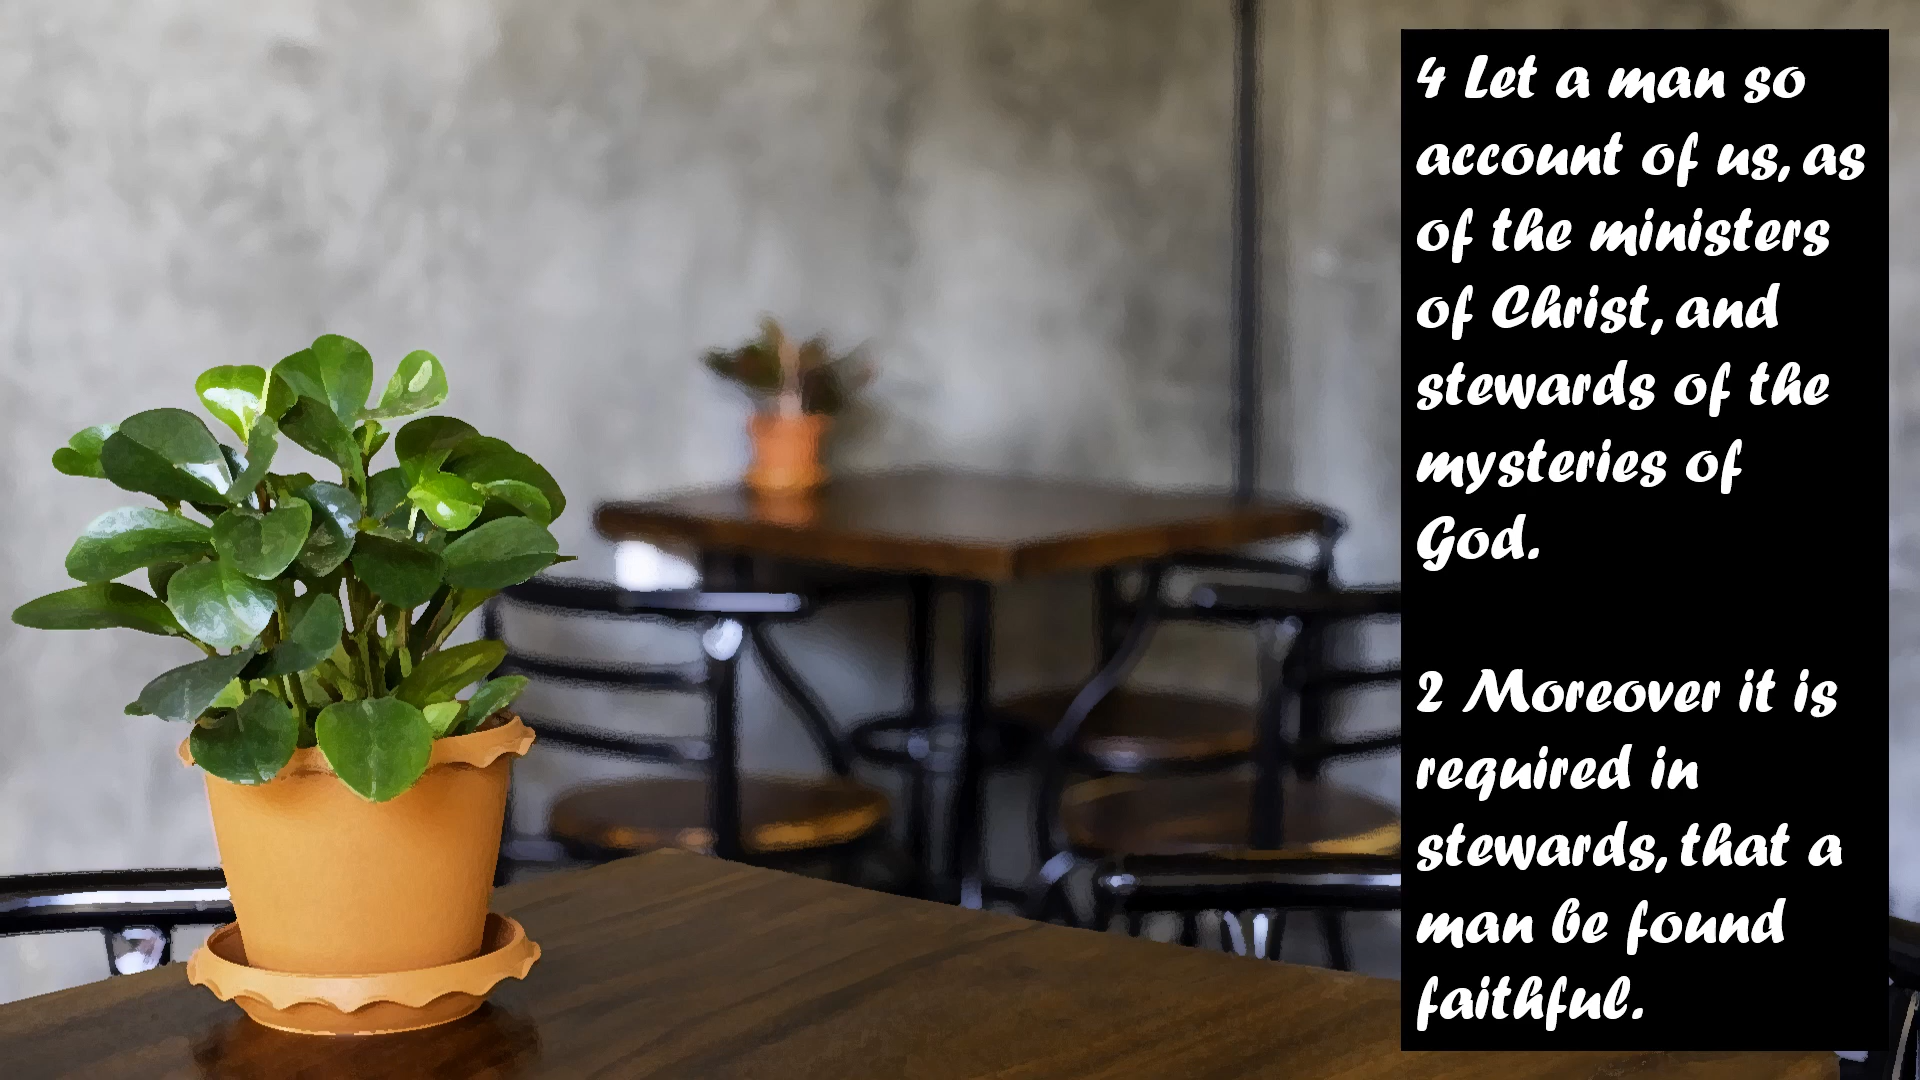 4 Let a man so
account of us, as
of the ministers
of Christ, and
stewards of the
mysteries of
God.
2 Moreover it is
required in
stewards, that a
man be found
faithful.